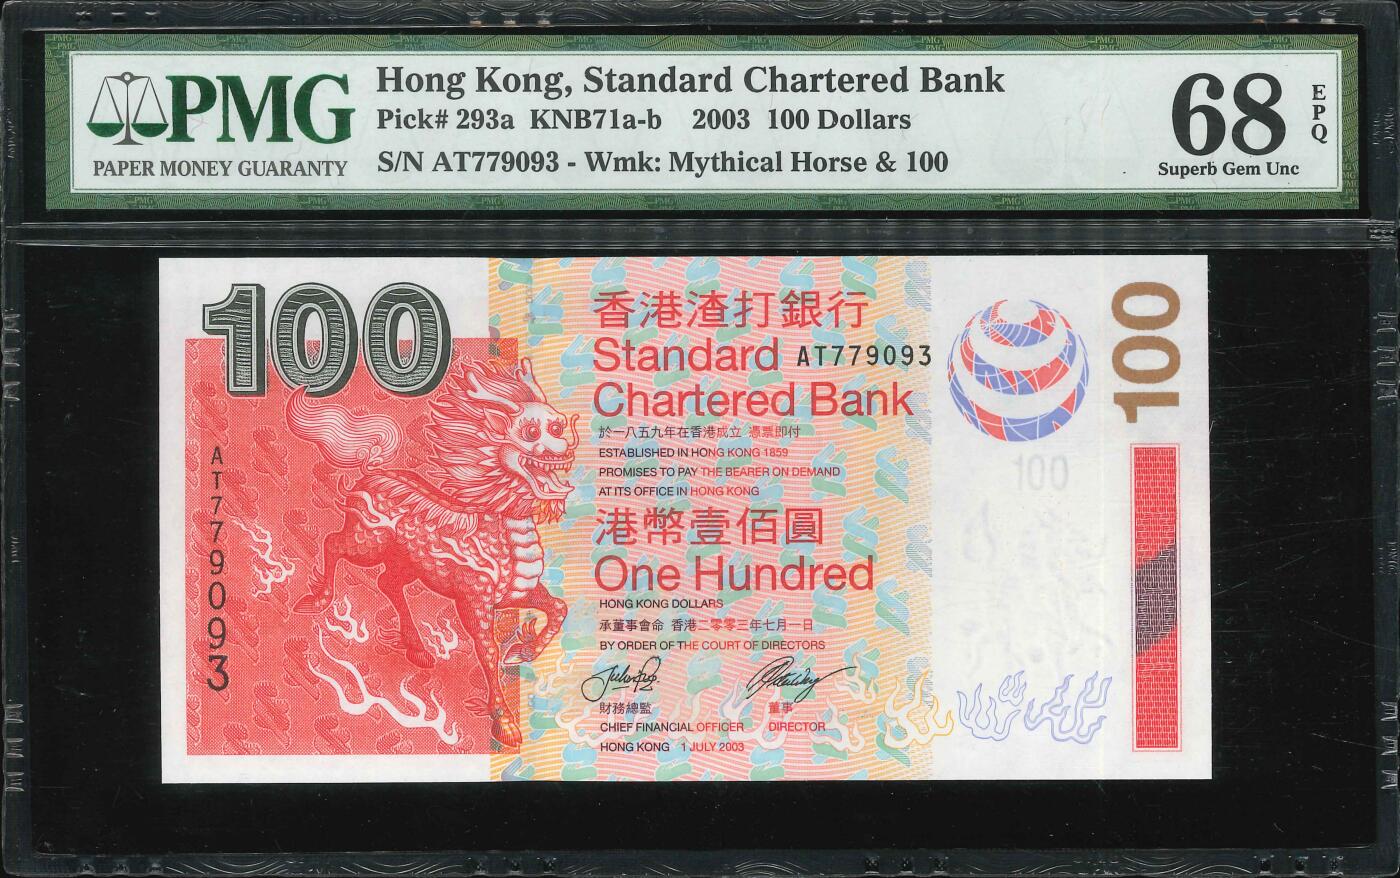 PMG
PAPER MONEY GUARANTY
Hong Kong, Standard Chartered Bank
Pick# 293a KNB71a-b 2003 100 Dollars
S/N AT779093 - Wmk: Mythical Horse & 100
68
EPQ
Superb Gem Unc
100
香港渣打銀行
Standard
AT779093
Chartered Bank
於一八五九年在香港成立 憑票即付
ESTABLISHED IN HONG KONG 1859
PROMISES TO PAY THE BEARER ON DEMAND
AT ITS OFFICE IN HONG KONG
港幣壹佰圓
One Hundred
HONG KONG DOLLARS
承董事會命 香港二零零三年七月一日
BY ORDER OF THE COURT OF DIRECTORS
財務總監 董事
CHIEF FINANCIAL OFFICER DIRECTOR
HONG KONG 1 JULY 2003
AT779093
100
100